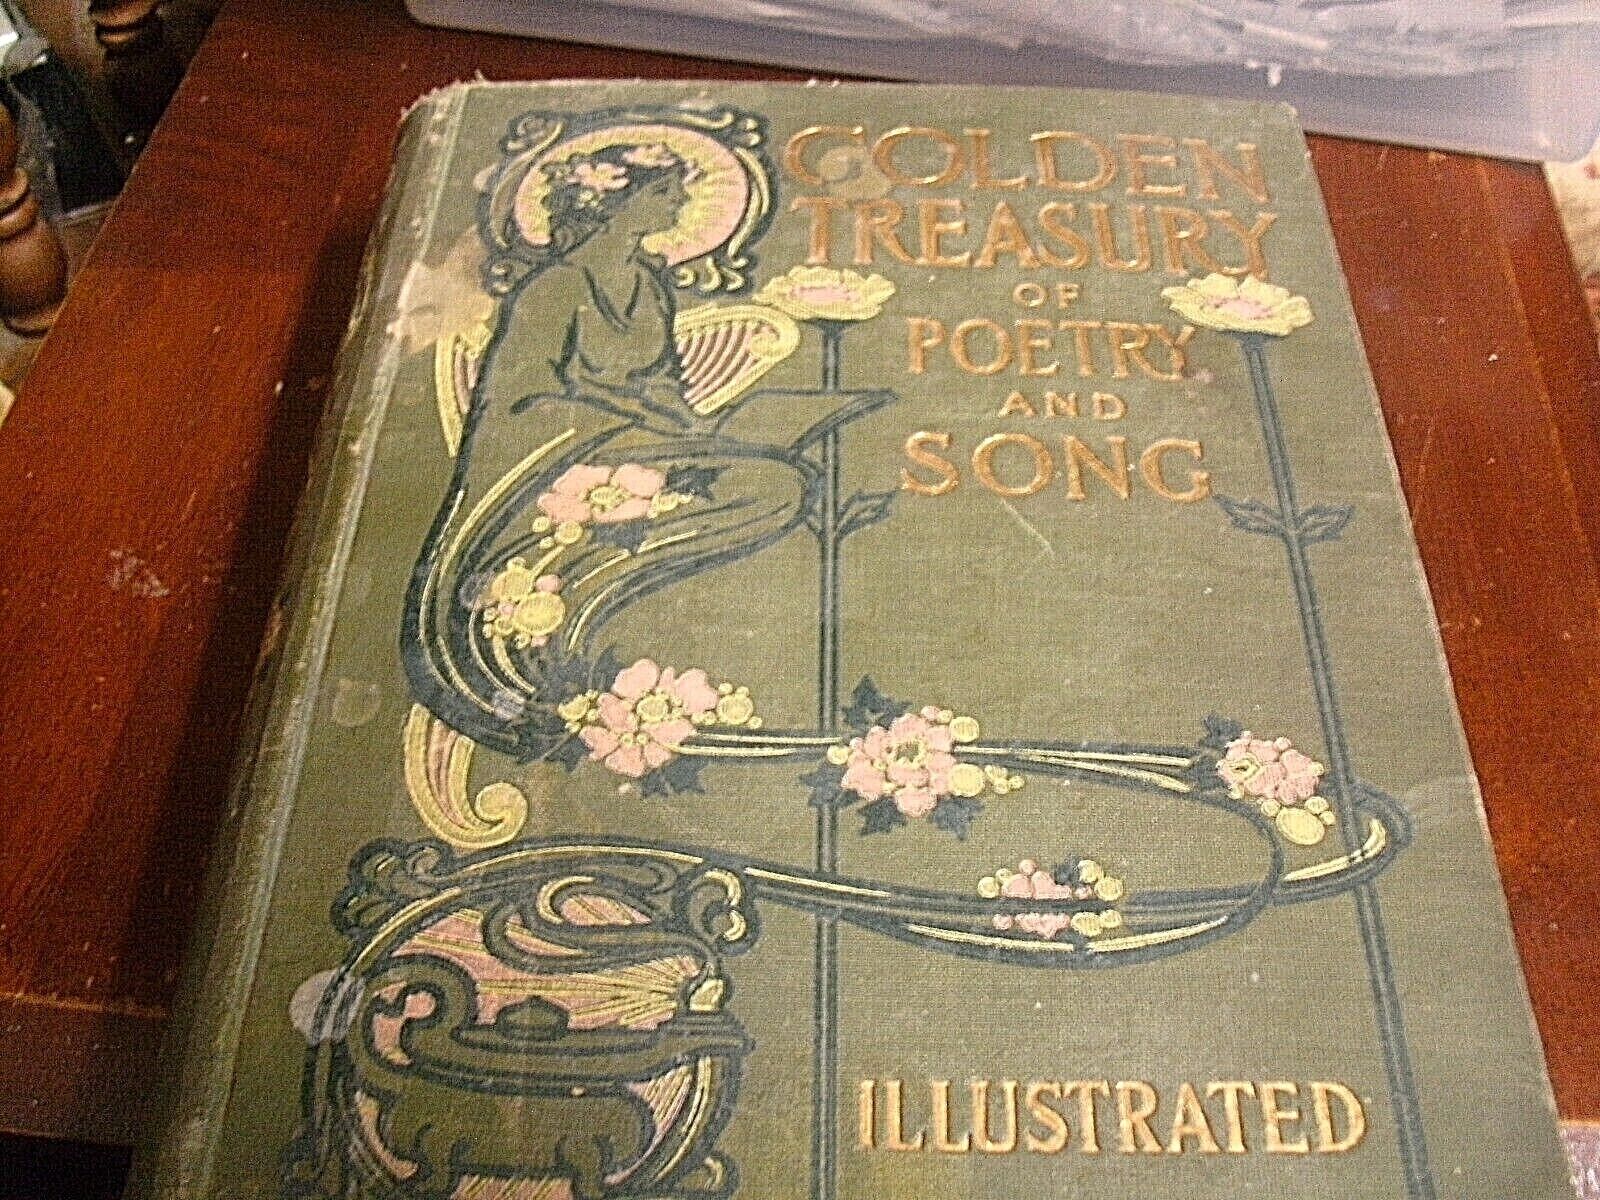 GOLDEN
TREASURY
OF
POETRY
AND
SONG
ILLUSTRATED